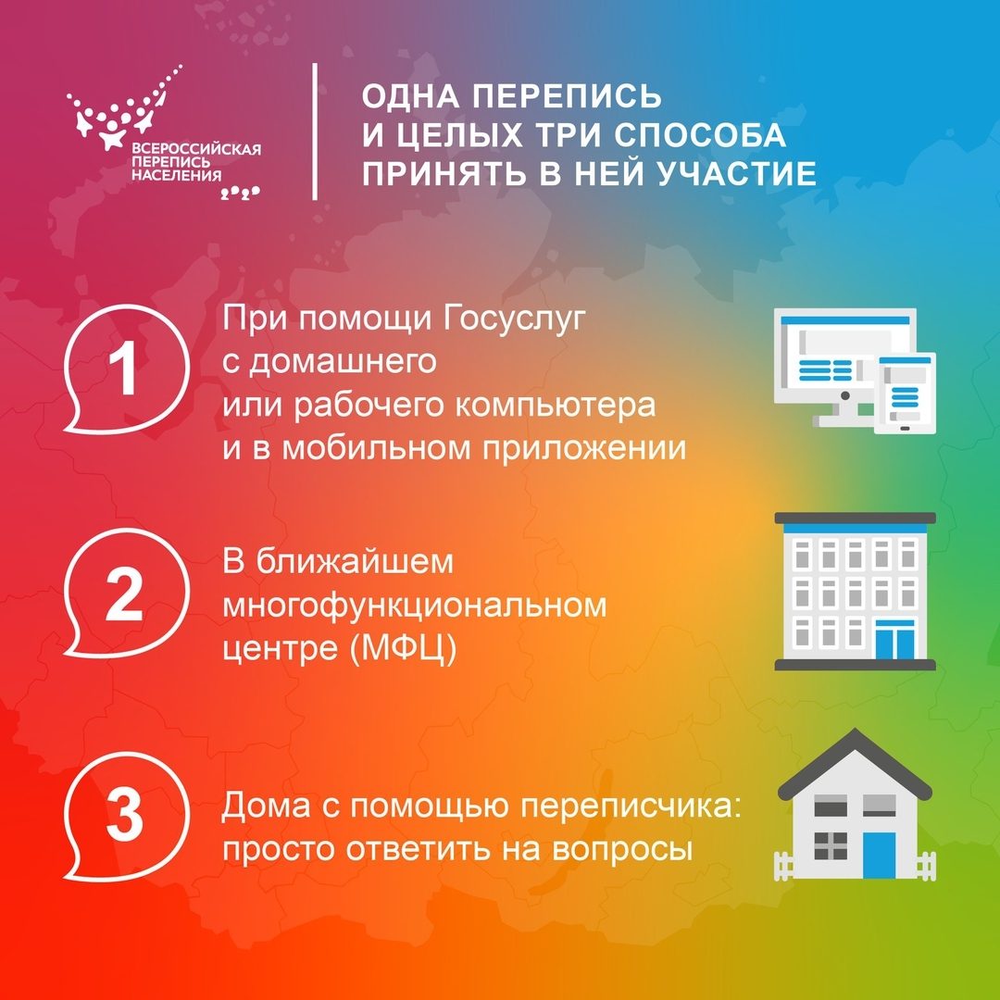 ВСЕРОССИЙСКАЯ
ПЕРЕПИСЬ
НАСЕЛЕНИЯ
2020
ОДНА ПЕРЕПИСЬ
И ЦЕЛЫХ ТРИ СПОСОБА
ПРИНЯТЬ В НЕЙ УЧАСТИЕ
1
При помощи Госуслуг
с домашнего
или рабочего компьютера
и в мобильном приложении
2
В ближайшем
многофункциональном
центре (МФЦ)
3
Дома с помощью переписчика:
просто ответить на вопросы